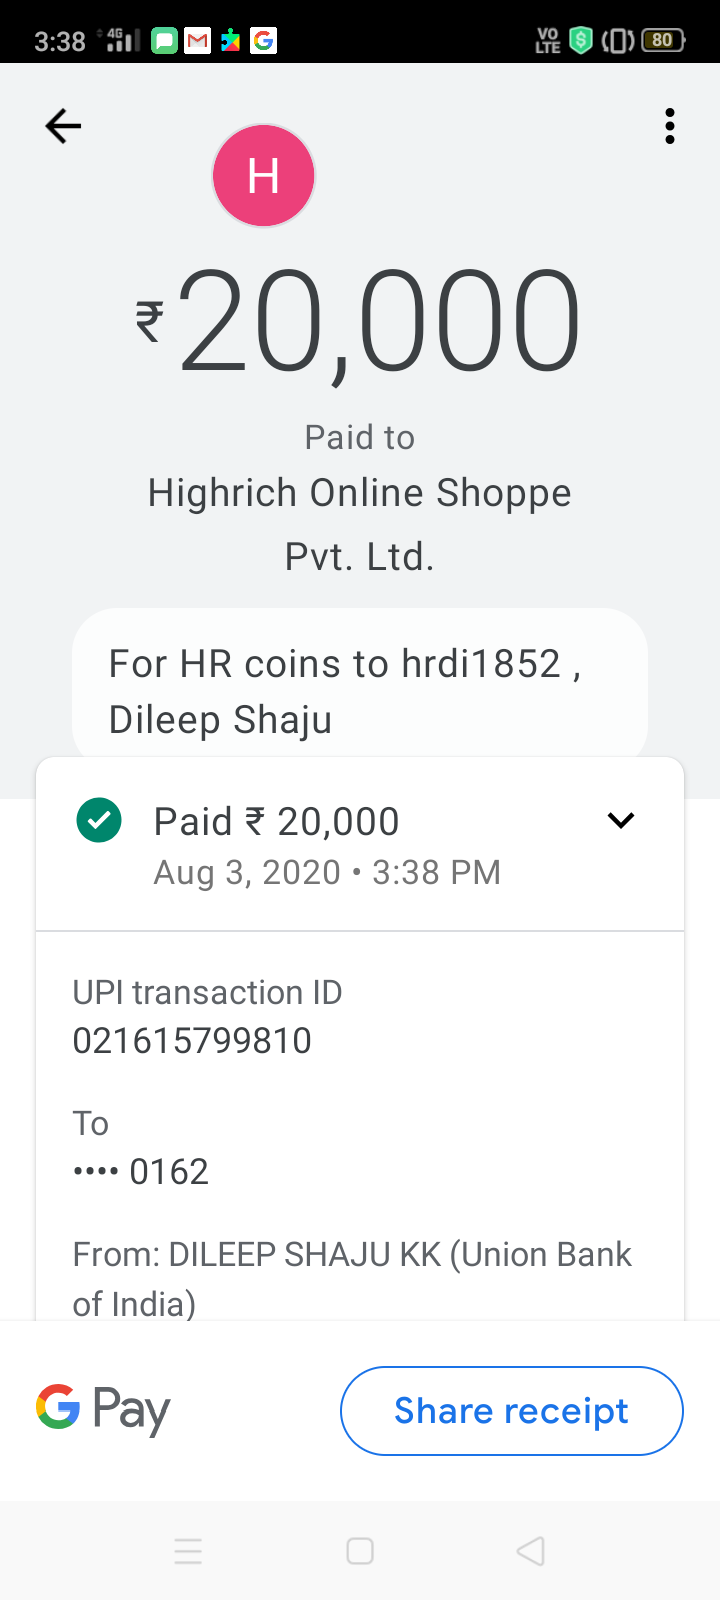 3:38 4G VO LTE 80
H
₹20,000
Paid to
Highrich Online Shoppe
Pvt. Ltd.
For HR coins to hrdi1852 ,
Dileep Shaju
Paid ₹ 20,000
Aug 3, 2020 • 3:38 PM
UPI transaction ID
021615799810
To
•••• 0162
From: DILEEP SHAJU KK (Union Bank
of India)
G Pay
Share receipt